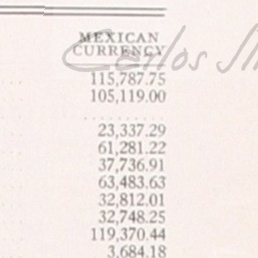 MEXICAN
CURRENCY
Carlos
115,787.75
105,119.00
. . . . . . . . . .
23,337.29
61,281.22
37,736.91
63,483.63
32,812.01
32,748.25
119,370.44
3,684.18